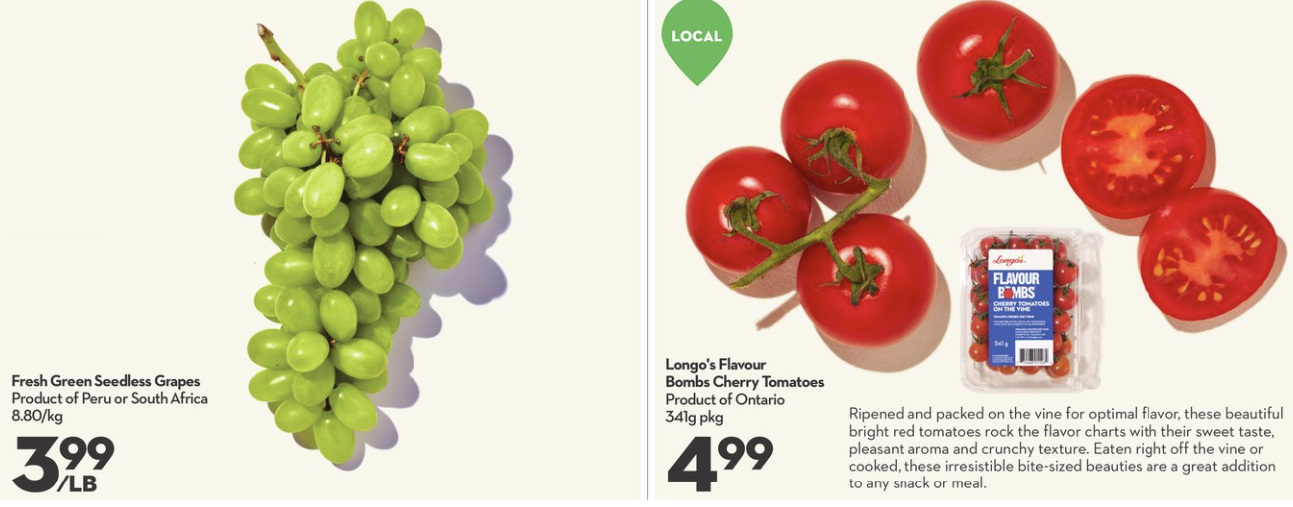 Fresh Green Seedless Grapes
Product of Peru or South Africa
8.80/kg
3.99
/LB
LOCAL
Longo's
FLAVOUR
BOMBS
CHERRY TOMATOES
ON THE VINE
341 g
Longo's Flavour
Bombs Cherry Tomatoes
Product of Ontario
341g pkg
4.99
Ripened and packed on the vine for optimal flavor, these beautiful
bright red tomatoes rock the flavor charts with their sweet taste,
pleasant aroma and crunchy texture. Eaten right off the vine or
cooked, these irresistible bite-sized beauties are a great addition
to any snack or meal.